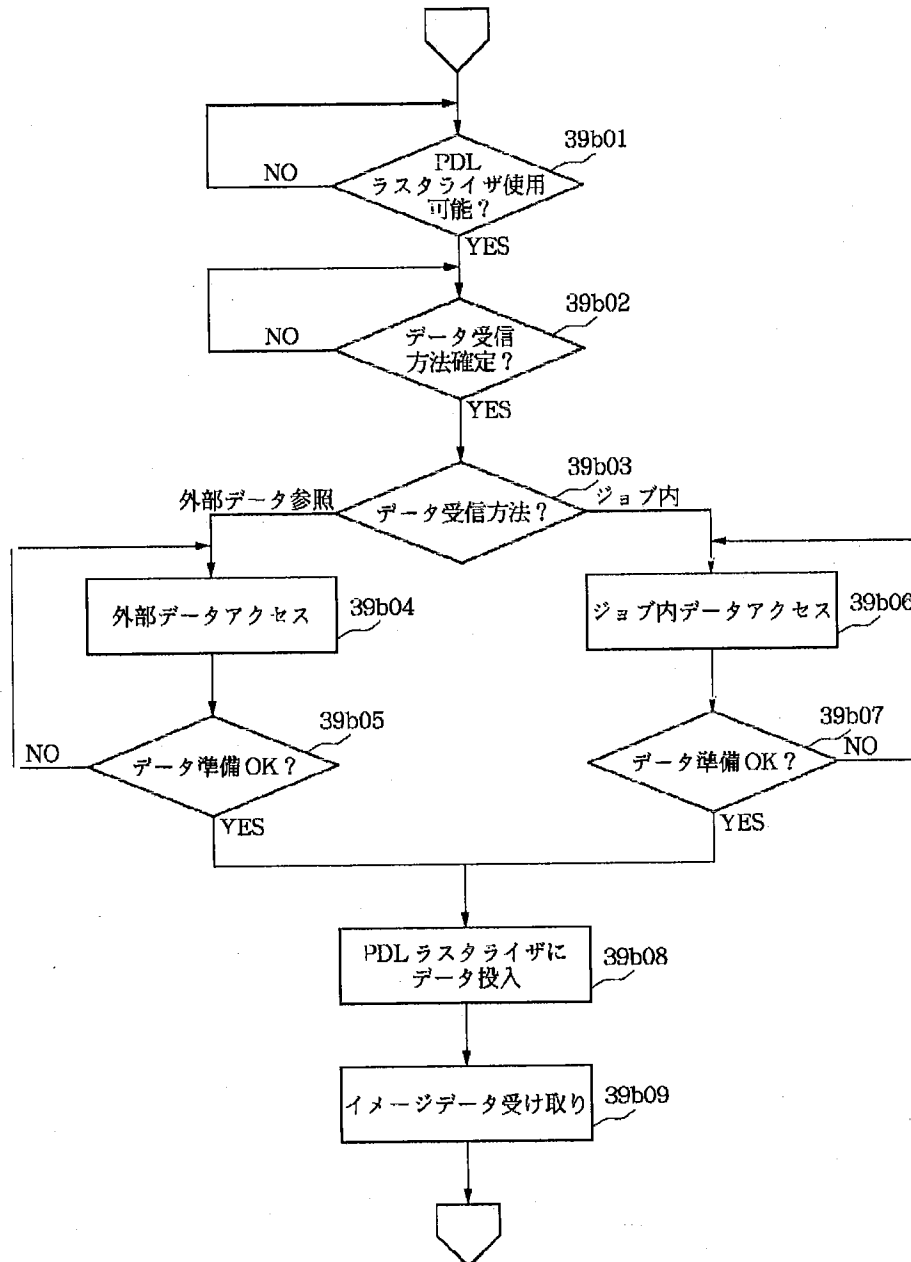 39b01
PDL
ラスタライザ使用
可能？
NO
YES
39b02
データ受信
方法確定？
NO
YES
39b03
外部データ参照
データ受信方法？
ジョブ内
外部データアクセス
39b04
ジョブ内データアクセス
39b06
39b05
39b07
NO
データ準備OK？
データ準備OK？
NO
YES
YES
PDLラスタライザに
データ投入
39b08
イメージデータ受け取り
39b09